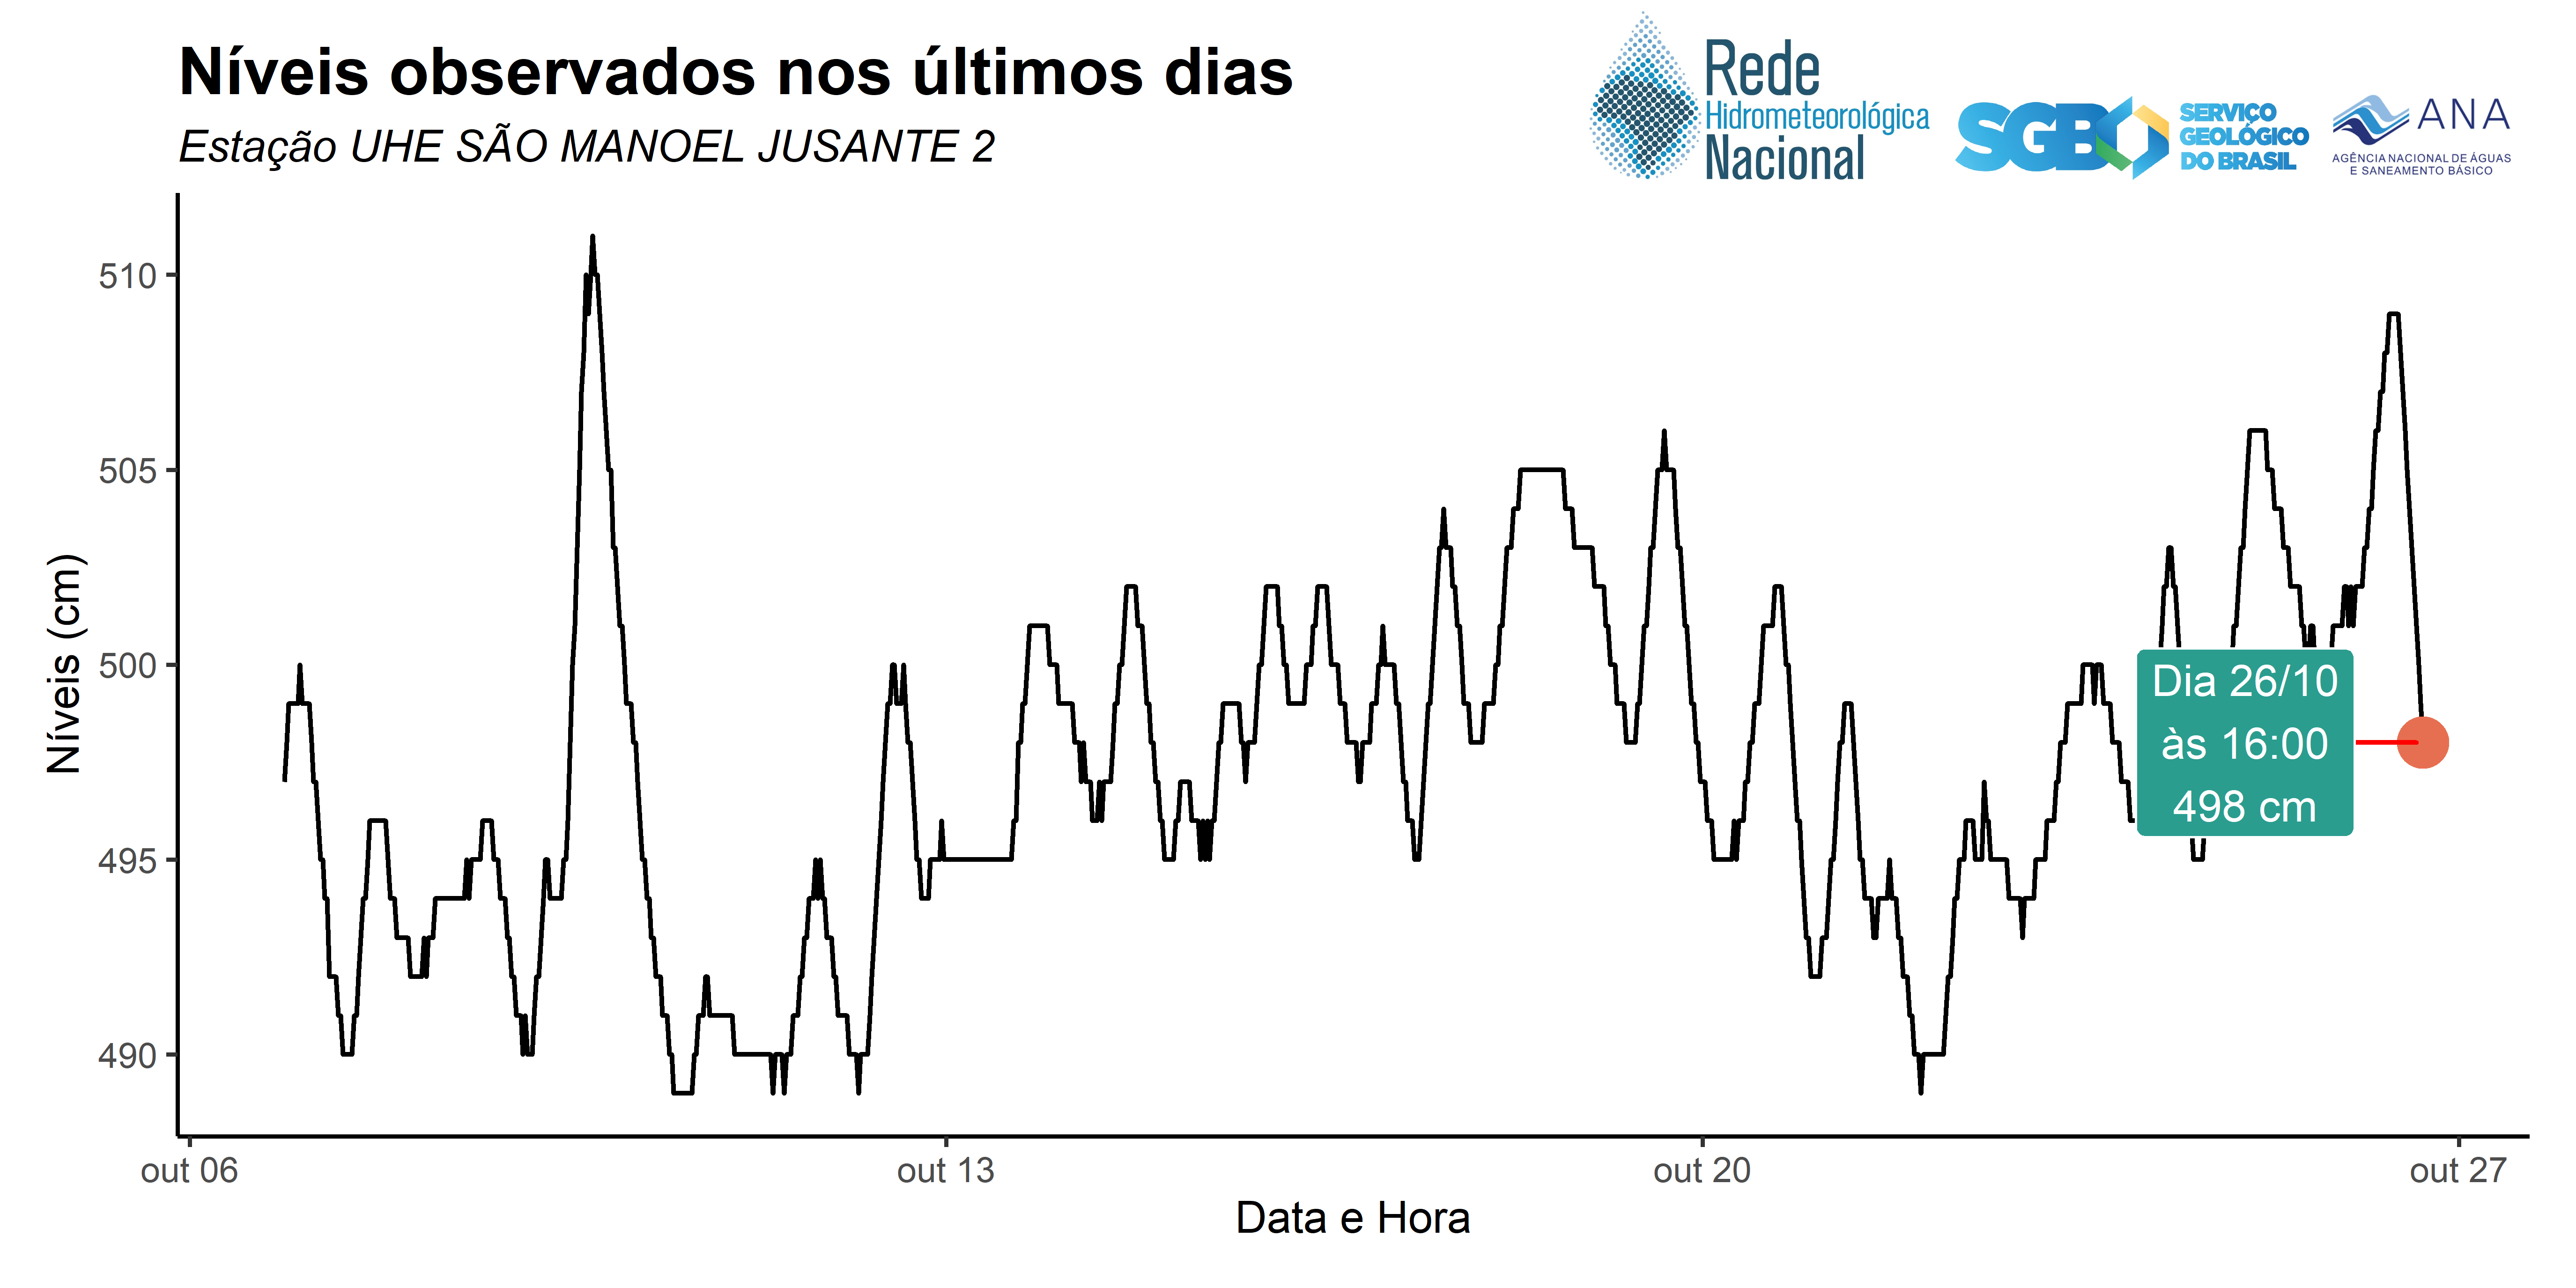 Níveis observados nos últimos dias
Estação UHE SÃO MANOEL JUSANTE 2
Rede
Hidrometeorológica
Nacional
SGB
SERVIÇO
GEOLÓGICO
DO BRASIL
ANA
AGÊNCIA NACIONAL DE ÁGUAS
E SANEAMENTO BÁSICO
Níveis (cm)
510
505
500
495
490
Dia 26/10
às 16:00
498 cm
out 06
out 13
out 20
out 27
Data e Hora